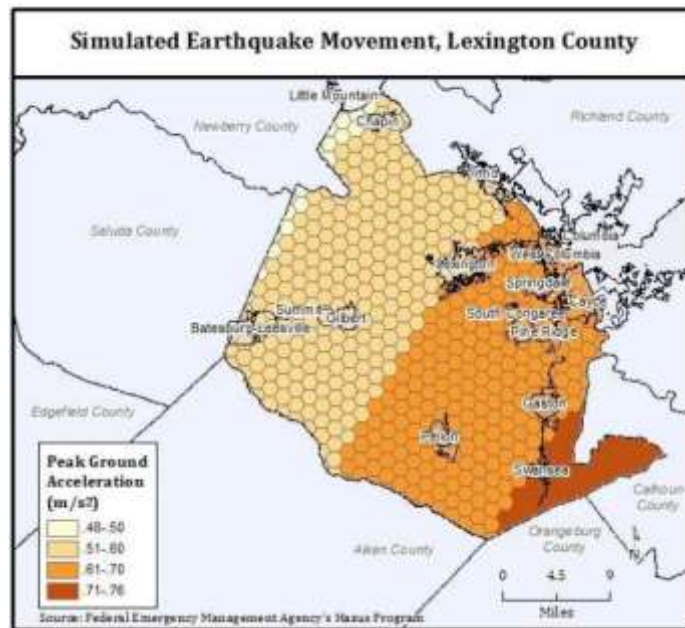 Simulated Earthquake Movement, Lexington County
Little Mountain
Chapin
Newberry County
Richland County
Irmo
Saluda County
Columbia
West Columbia
Lexington
Springdale
Cayce
Summit
Gilbert
South Congaree
Batesburg-Leesville
Pine Ridge
Edgefield County
Gaston
Pelion
Swansea
Calhoun
County
Orangeburg
County
Aiken County
Peak Ground
Acceleration
(m/s2)
.48-.50
.51-.60
.61-.70
.71-.76
N
0 4.5 9
Miles
Source: Federal Emergency Management Agency's Hazus Program